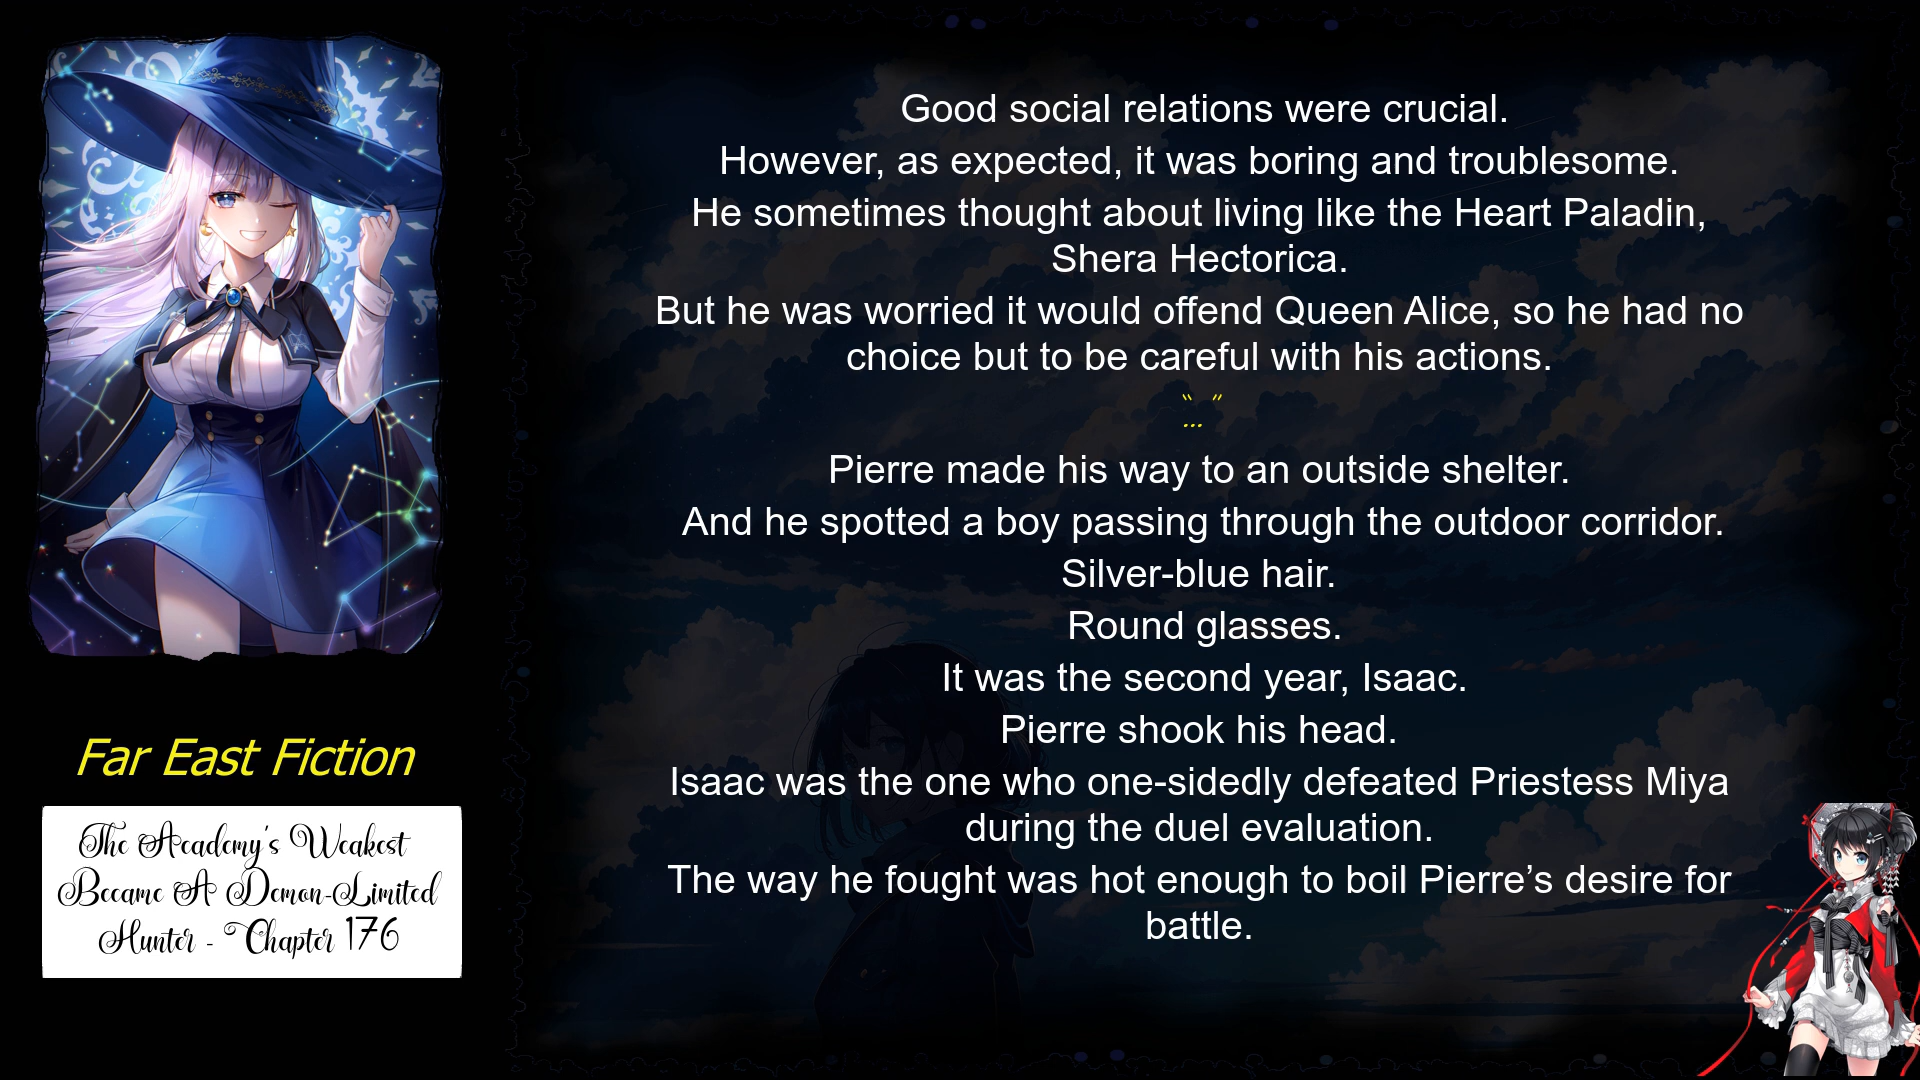 Good social relations were crucial.
However, as expected, it was boring and troublesome.
He sometimes thought about living like the Heart Paladin,
Shera Hectorica.
But he was worried it would offend Queen Alice, so he had no
choice but to be careful with his actions.
“...”
Pierre made his way to an outside shelter.
And he spotted a boy passing through the outdoor corridor.
Silver-blue hair.
Round glasses.
It was the second year, Isaac.
Pierre shook his head.
Isaac was the one who one-sidedly defeated Priestess Miya
during the duel evaluation.
The way he fought was hot enough to boil Pierre’s desire for
battle.
Far East Fiction
The Academy's Weakest
Became A Demon-Limited
Hunter - Chapter 176